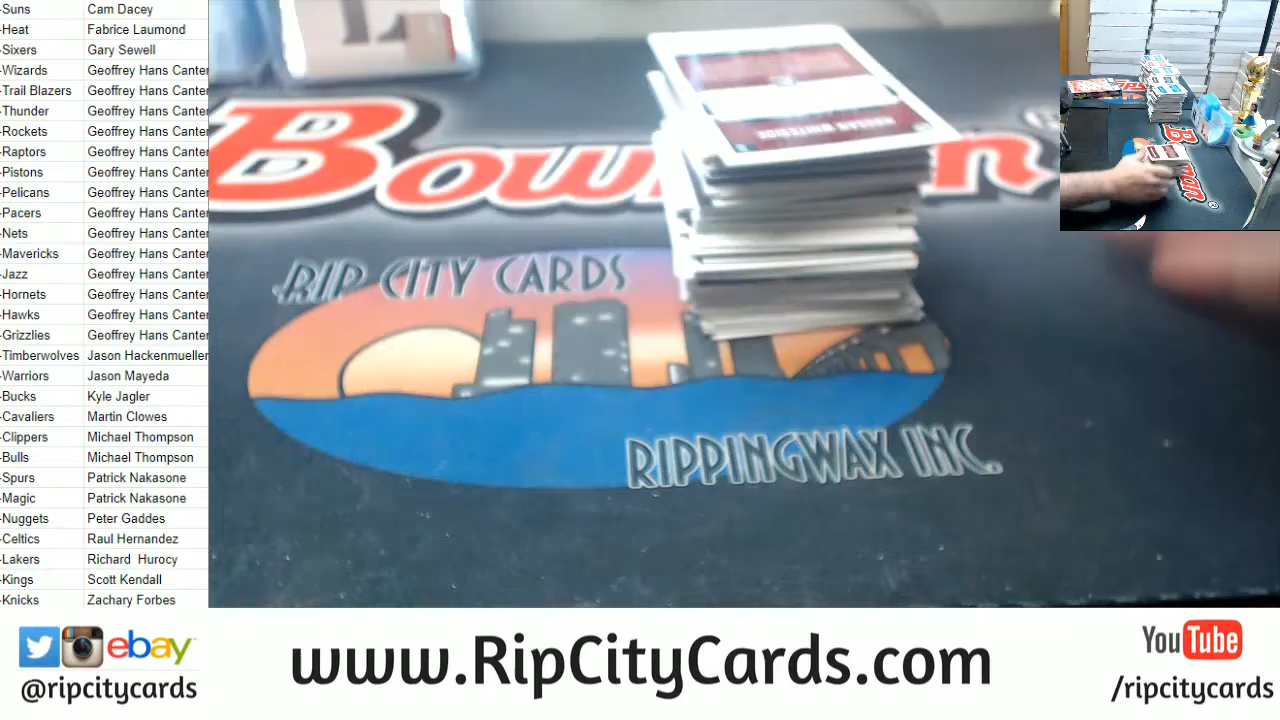 -Suns Cam Dacey
-Heat Fabrice Laumond
-Sixers Gary Sewell
-Wizards Geoffrey Hans Canter
-Trail Blazers Geoffrey Hans Canter
-Thunder Geoffrey Hans Canter
-Rockets Geoffrey Hans Canter
-Raptors Geoffrey Hans Canter
-Pistons Geoffrey Hans Canter
-Pelicans Geoffrey Hans Canter
-Pacers Geoffrey Hans Canter
-Nets Geoffrey Hans Canter
-Mavericks Geoffrey Hans Canter
-Jazz Geoffrey Hans Canter
-Hornets Geoffrey Hans Canter
-Hawks Geoffrey Hans Canter
-Grizzlies Geoffrey Hans Canter
-Timberwolves Jason Hackenmueller
-Warriors Jason Mayeda
-Bucks Kyle Jagler
-Cavaliers Martin Clowes
-Clippers Michael Thompson
-Bulls Michael Thompson
-Spurs Patrick Nakasone
-Magic Patrick Nakasone
-Nuggets Peter Gaddes
-Celtics Raul Hernandez
-Lakers Richard Hurocy
-Kings Scott Kendall
-Knicks Zachary Forbes
HASSAN WHITESIDE
Bow an ®
RIP CITY CARDS
RIPPINGWAX INC.
man ®
ebay™
@ripcitycards
www.RipCityCards.com
YouTube
/ripcitycards